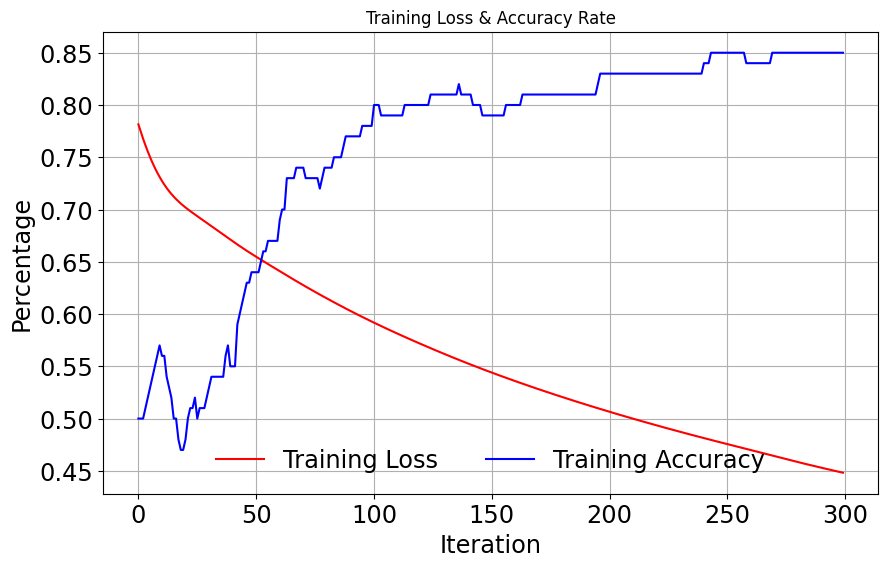 Training Loss & Accuracy Rate
Percentage
0.85
0.80
0.75
0.70
0.65
0.60
0.55
0.50
0.45
Training Loss Training Accuracy
0 50 100 150 200 250 300
Iteration